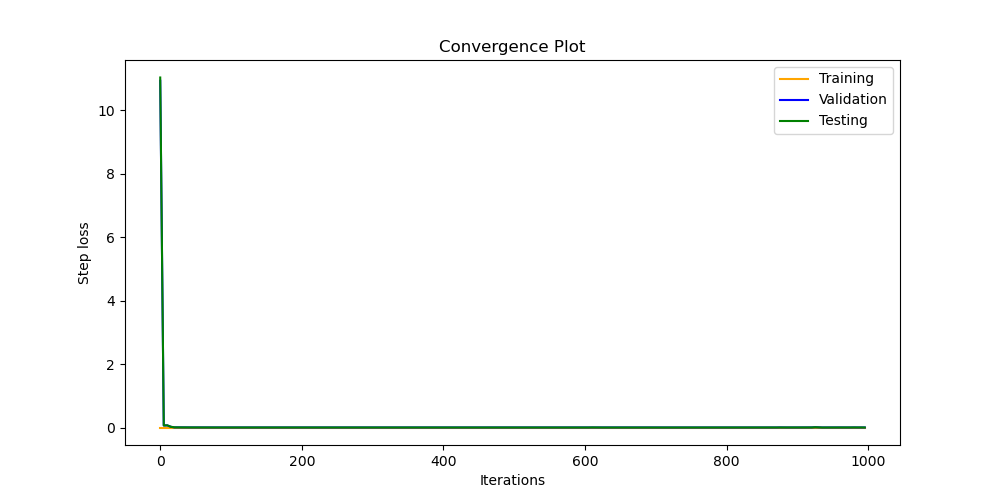 Convergence Plot
Training
Validation
Testing
Step loss
10
8
6
4
2
0
0 200 400 600 800 1000
Iterations